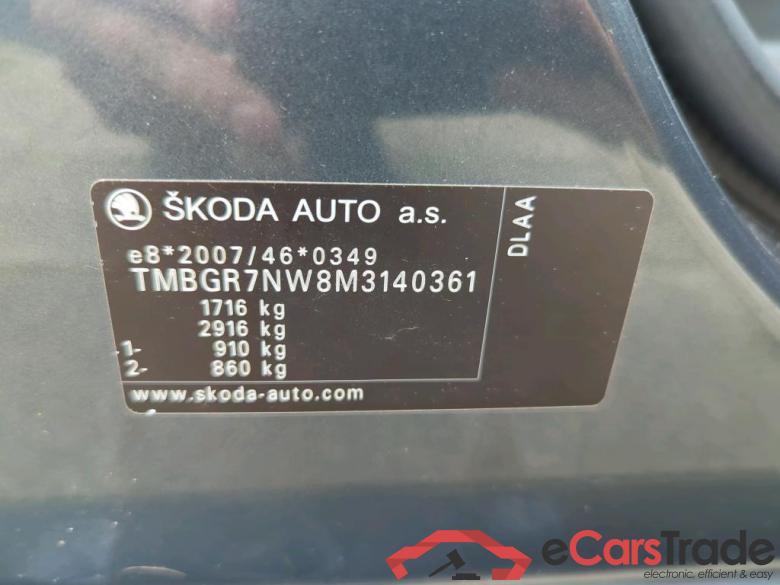 ŠKODA AUTO a.s.
e8*2007/46*0349
TMBGR7NW8M3140361
1716 kg
2916 kg
1- 910 kg
2- 860 kg
www.skoda-auto.com
DLAA
eCarsTrade
electronic, efficient & easy